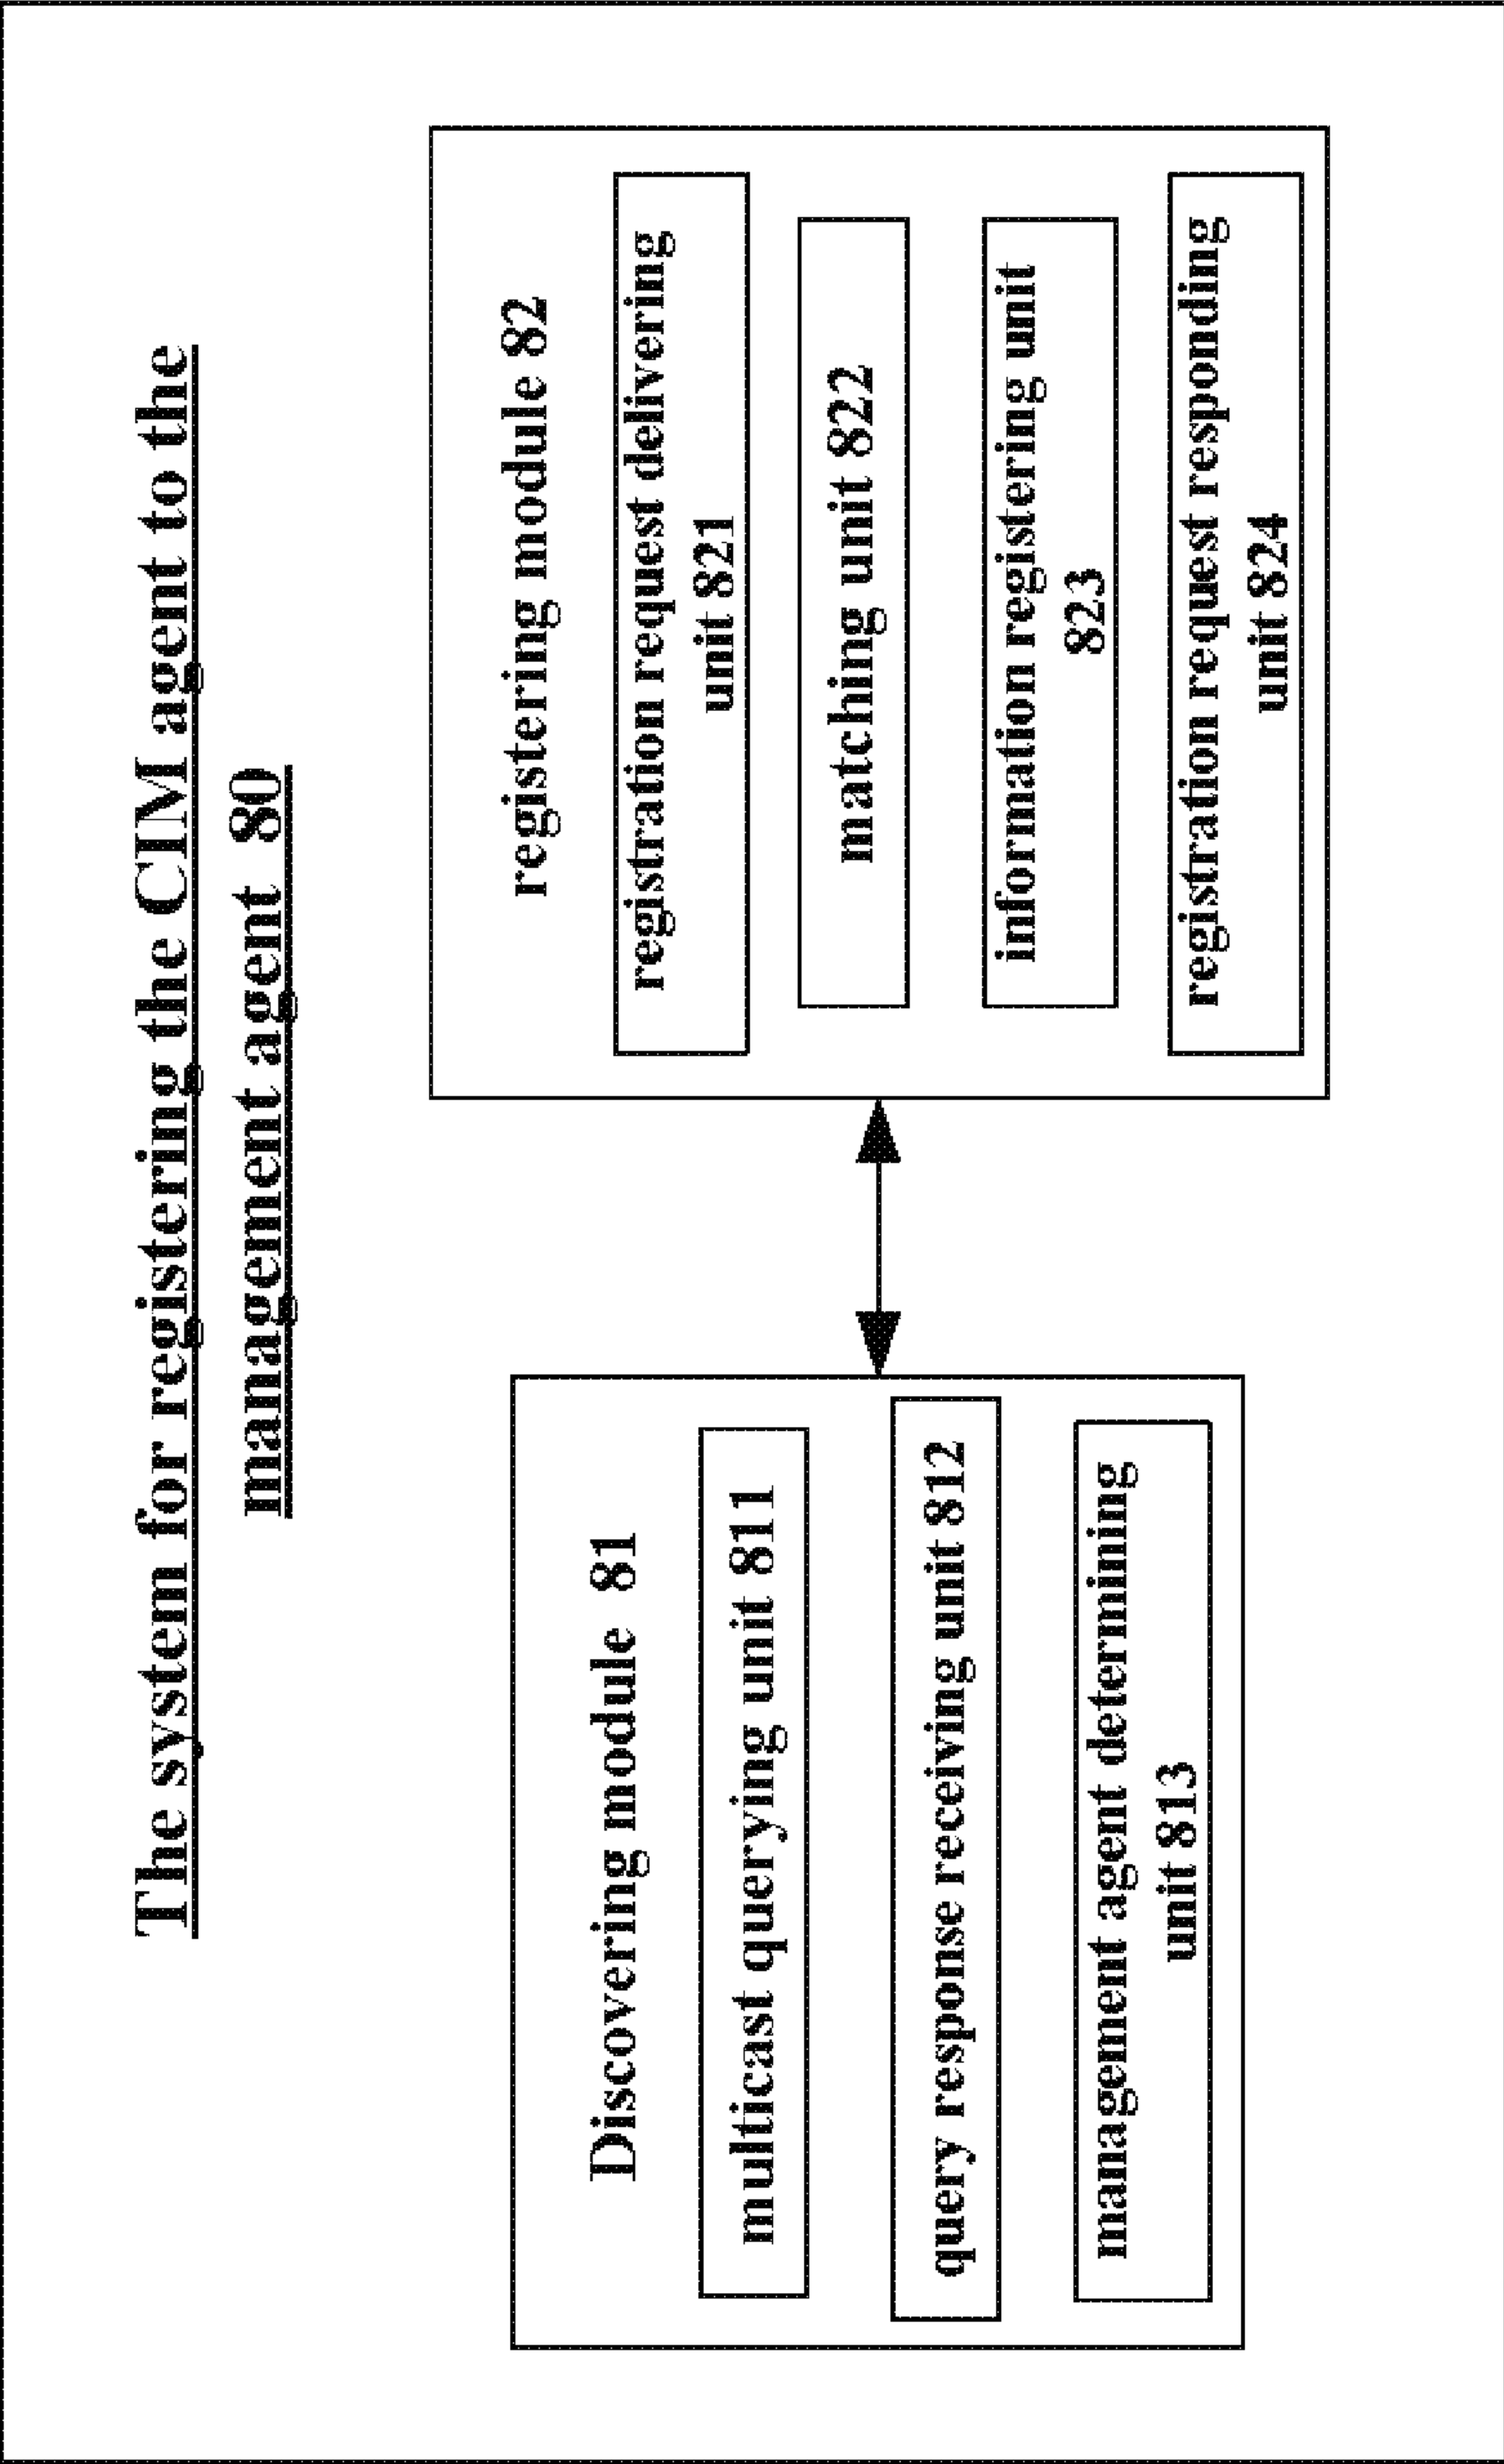 The system for registering the CIM agent to the
management agent 80
Discovering module 81
multicast querying unit 811
query response receiving unit 812
management agent determining
unit 813
registering module 82
registration request delivering
unit 821
matching unit 822
information registering unit
823
registration request responding
unit 824